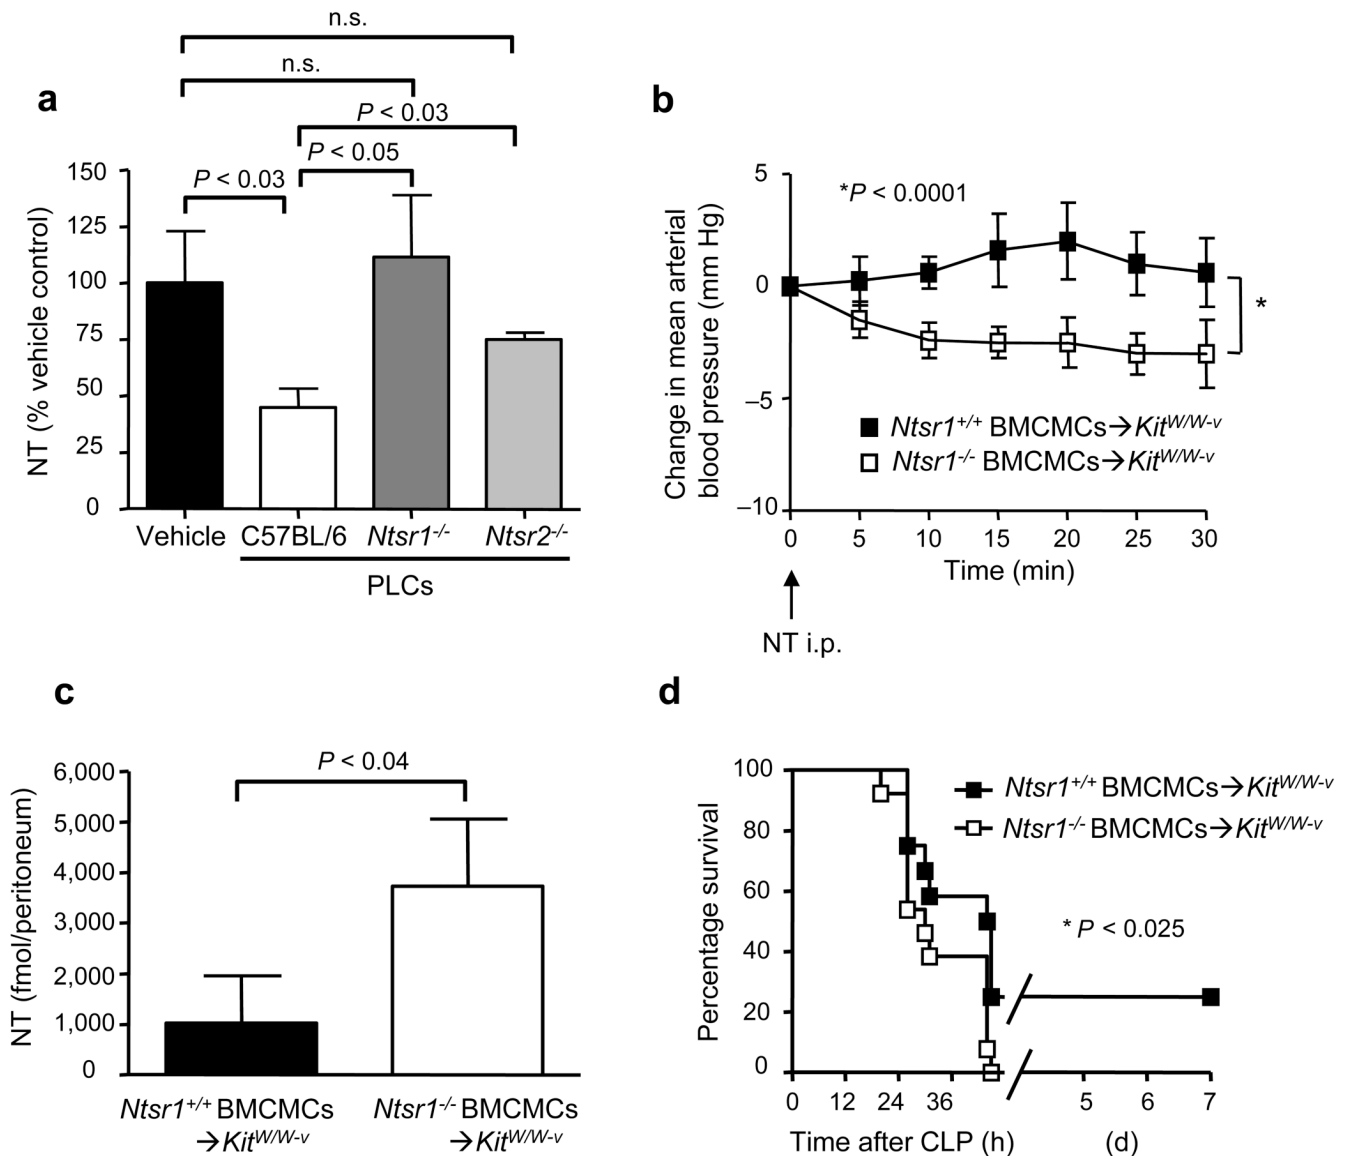 n.s.
n.s.
a
P < 0.03
P < 0.05
P < 0.03
NT (% vehicle control)
150
125
100
75
50
25
0
Vehicle C57BL/6 Ntsr1-/- Ntsr2-/-
PLCs
b
Change in mean arterial
blood pressure (mm Hg)
5
0
–5
–10
*P < 0.0001
*
Ntsr1+/+ BMCMCs→KitW/W-v
Ntsr1-/- BMCMCs→KitW/W-v
0 5 10 15 20 25 30
Time (min)
NT i.p.
c
P < 0.04
NT (fmol/peritoneum)
6,000
5,000
4,000
3,000
2,000
1,000
0
Ntsr1+/+ BMCMCs
→KitW/W-v
Ntsr1-/- BMCMCs
→KitW/W-v
d
Percentage survival
100
80
60
40
20
0
Ntsr1+/+ BMCMCs→KitW/W-v
Ntsr1-/- BMCMCs→KitW/W-v
* P < 0.025
0 12 24 36 5 6 7
Time after CLP (h) (d)